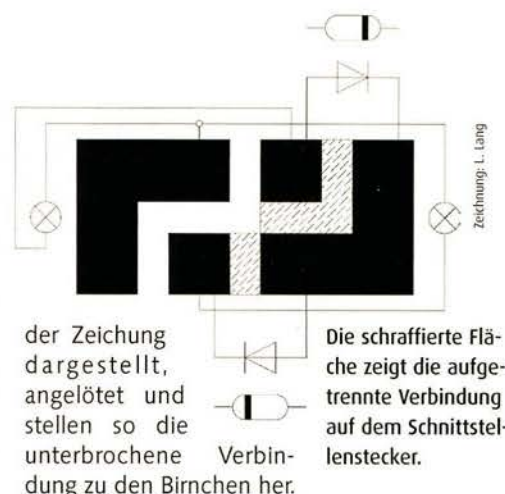 Zeichnung: L. Lang
der Zeichung
dargestellt,
angelötet und
stellen so die
unterbrochene Verbin-
dung zu den Birnchen her.
Die schraffierte Flä-
che zeigt die aufge-
trennte Verbindung
auf dem Schnittstel-
lenstecker.